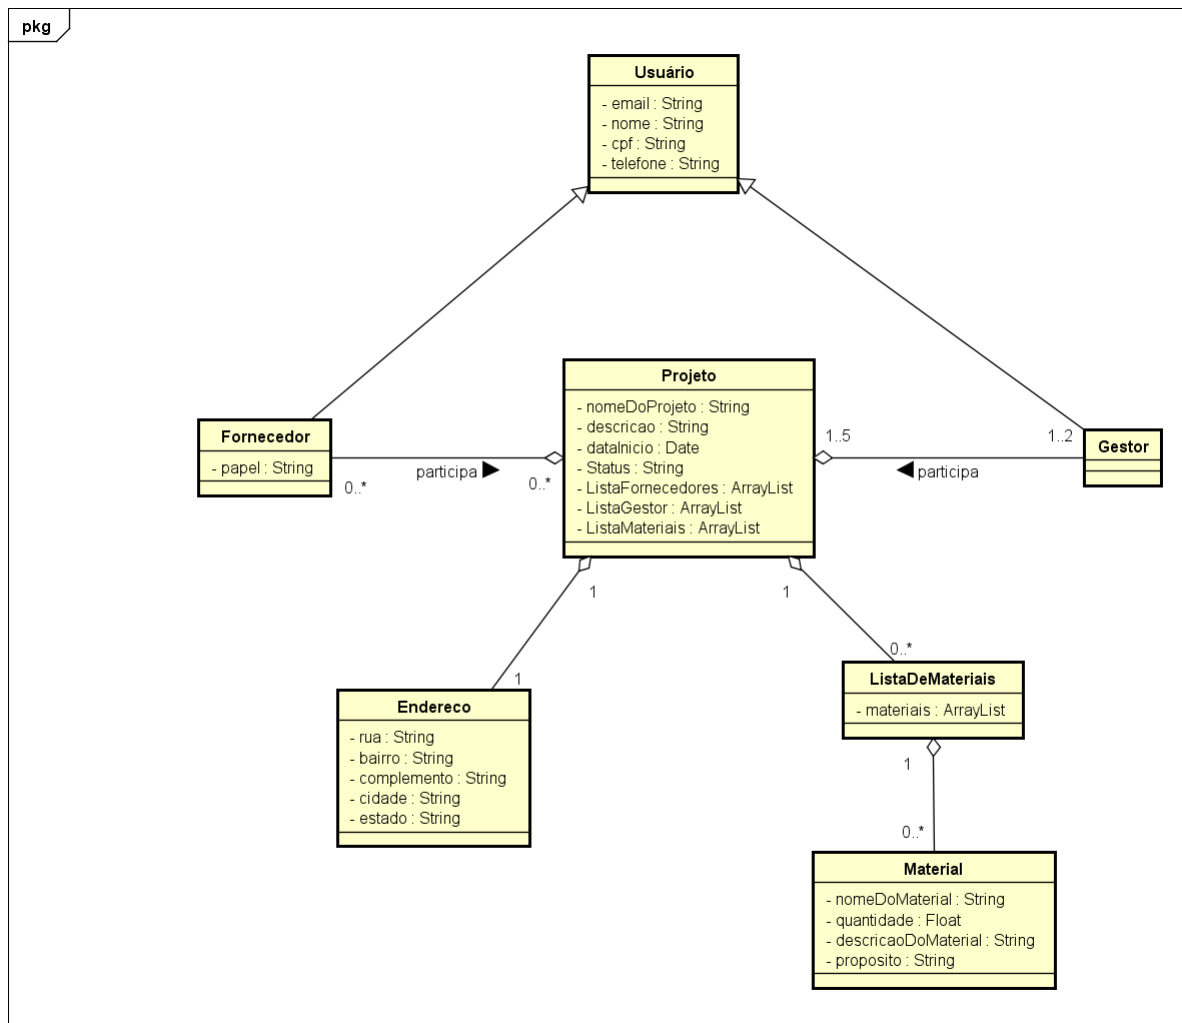 pkg
Usuário
- email : String
- nome : String
- cpf : String
- telefone : String
Fornecedor
- papel : String
0..*
participa ▶
0..*
Projeto
- nomeDoProjeto : String
- descricao : String
- dataInicio : Date
- Status : String
- ListaFornecedores : ArrayList
- ListaGestor : ArrayList
- ListaMateriais : ArrayList
1..5
◀ participa
1..2
Gestor
1
1
1
0..*
Endereco
- rua : String
- bairro : String
- complemento : String
- cidade : String
- estado : String
ListaDeMateriais
- materiais : ArrayList
1
0..*
Material
- nomeDoMaterial : String
- quantidade : Float
- descricaoDoMaterial : String
- proposito : String